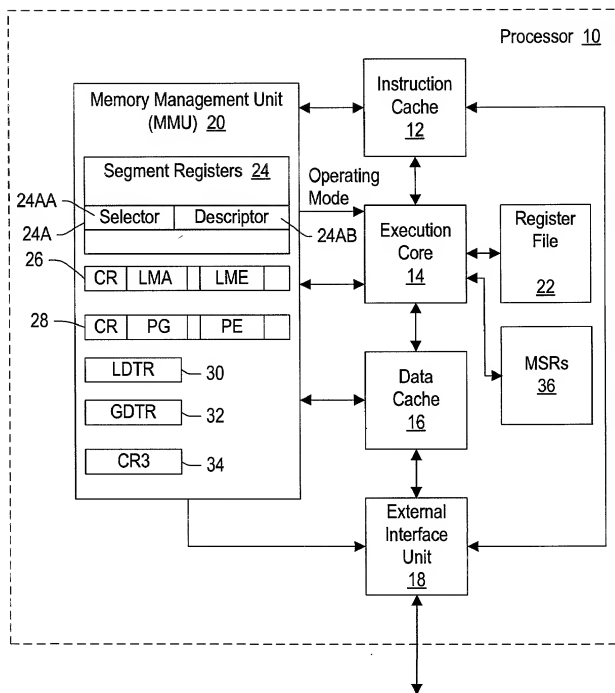 Processor 10
Memory Management Unit
(MMU) 20
Instruction
Cache
12
Segment Registers 24
Operating
Mode
24AA
Selector
Descriptor
24A
24AB
Execution
Core
14
Register
File
22
26
CR
LMA
LME
28
CR
PG
PE
MSRs
36
LDTR
30
Data
Cache
16
GDTR
32
CR3
34
External
Interface
Unit
18